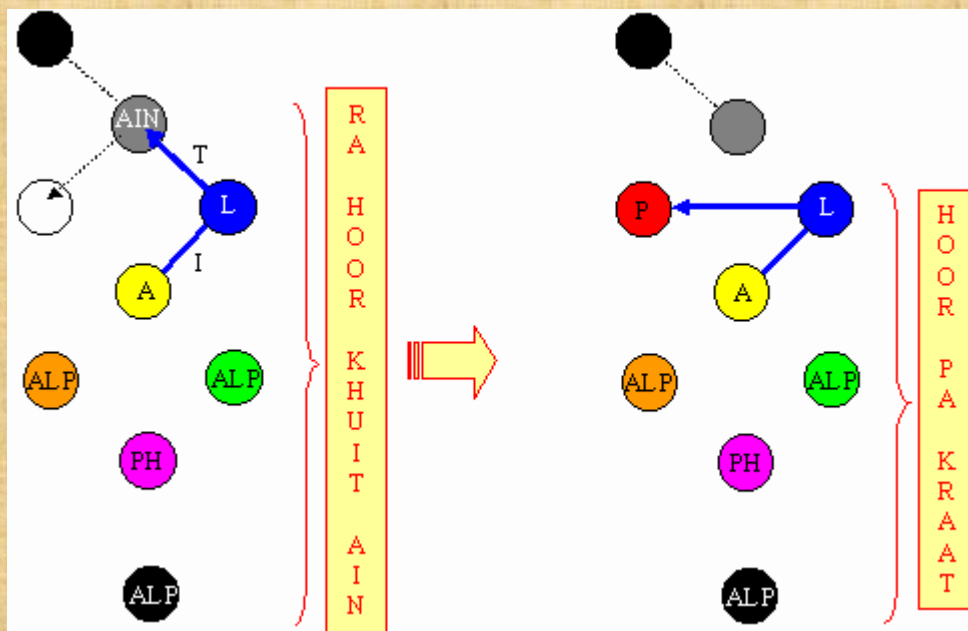 AIN
T
L
I
A
ALP
ALP
PH
ALP
RA HOOR KHUIT AIN
P
L
A
ALP
ALP
PH
ALP
HOOR PA KRAAT